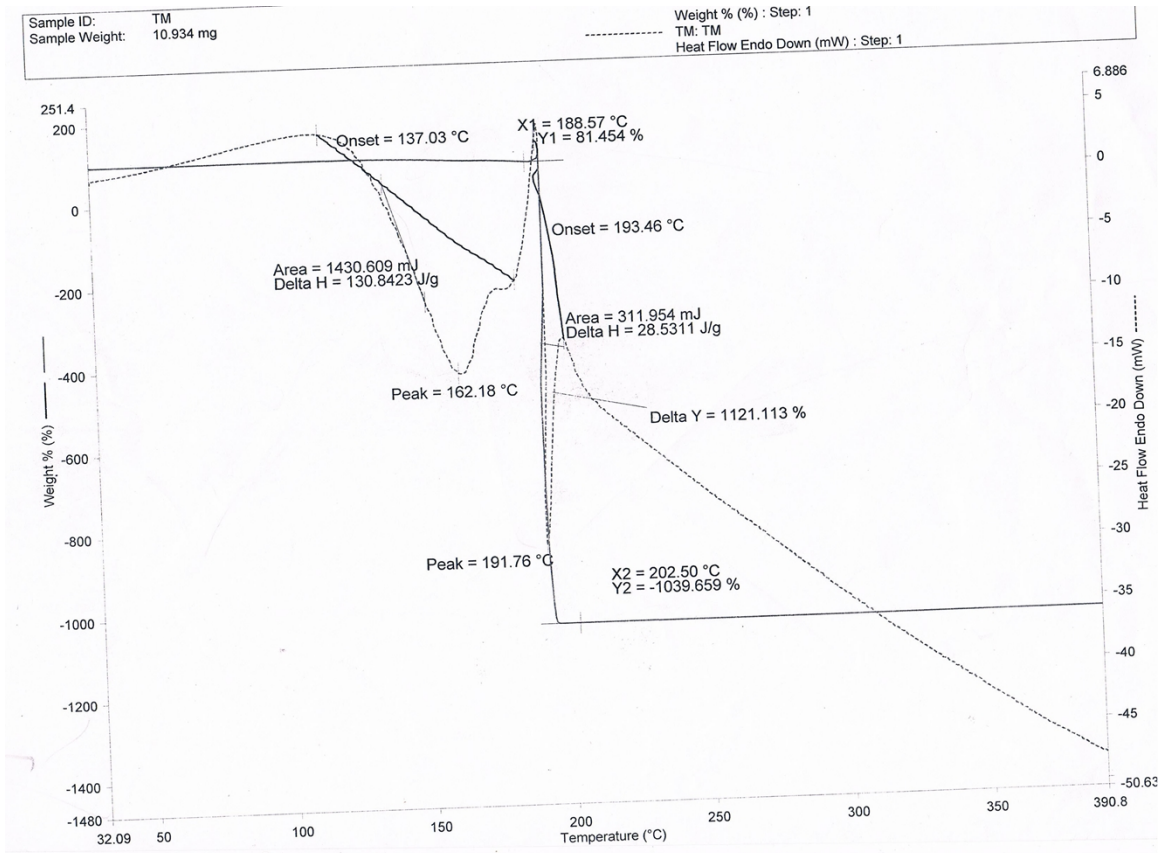 Sample ID: TM
Sample Weight: 10.934 mg
Weight % (%) : Step: 1
TM: TM
Heat Flow Endo Down (mW) : Step: 1
251.4
200
0
-200
-400
-600
-800
-1000
-1200
-1400
-1480
Weight % (%)
Onset = 137.03 °C
X1 = 188.57 °C
Y1 = 81.454 %
Onset = 193.46 °C
Area = 1430.609 mJ
Delta H = 130.8423 J/g
Area = 311.954 mJ
Delta H = 28.5311 J/g
Peak = 162.18 °C
Delta Y = 1121.113 %
Peak = 191.76 °C
X2 = 202.50 °C
Y2 = -1039.659 %
6.886
5
0
-5
-10
-15
-20
-25
-30
-35
-40
-45
-50.63
Heat Flow Endo Down (mW)
32.09 50 100 150 200 250 300 350 390.8
Temperature (°C)